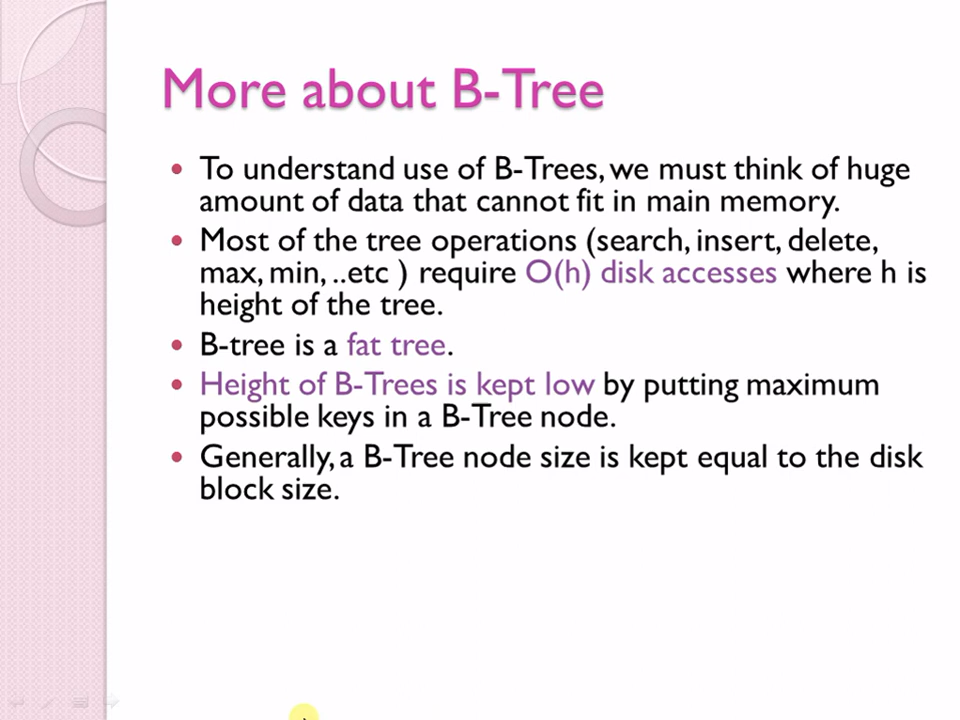 More about B-Tree
To understand use of B-Trees, we must think of huge
amount of data that cannot fit in main memory.
Most of the tree operations (search, insert, delete,
max, min, ..etc ) require O(h) disk accesses where h is
height of the tree.
B-tree is a fat tree.
Height of B-Trees is kept low by putting maximum
possible keys in a B-Tree node.
Generally, a B-Tree node size is kept equal to the disk
block size.